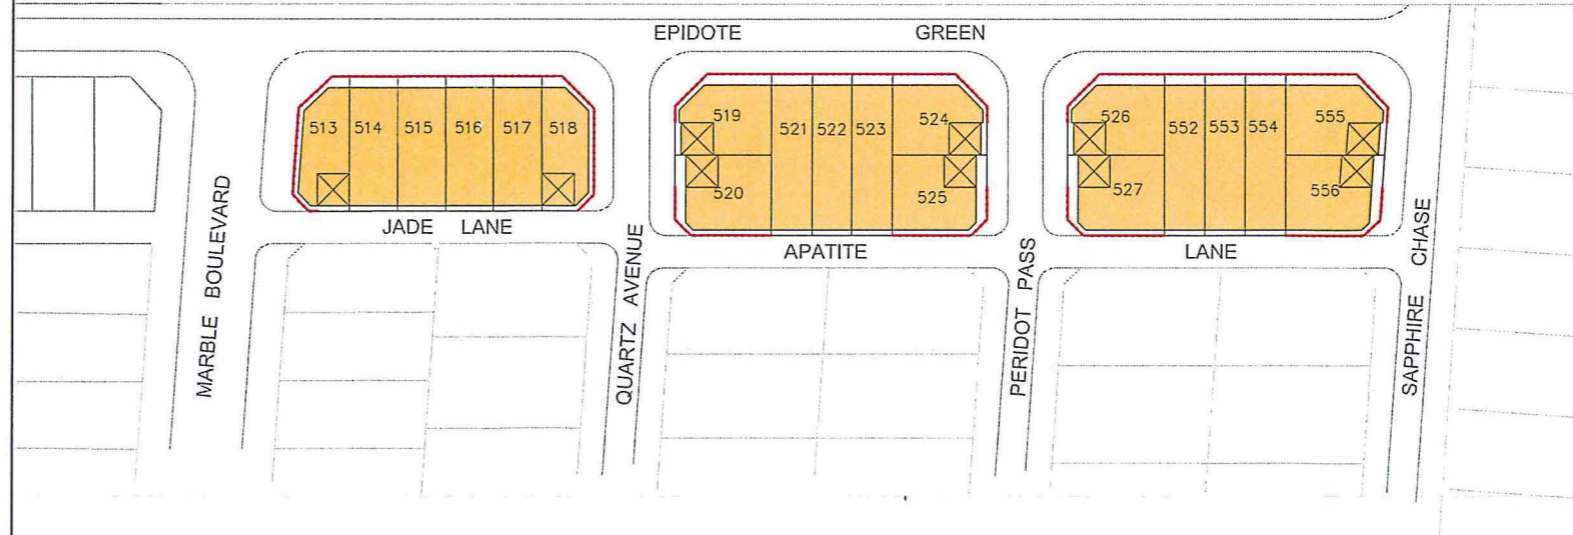 EPIDOTE GREEN
513 514 515 516 517 518
519 521 522 523 524
520 525
526 552 553 554 555
527 556
JADE LANE
APATITE LANE
MARBLE BOULEVARD
QUARTZ AVENUE
PERIDOT PASS
SAPPHIRE CHASE